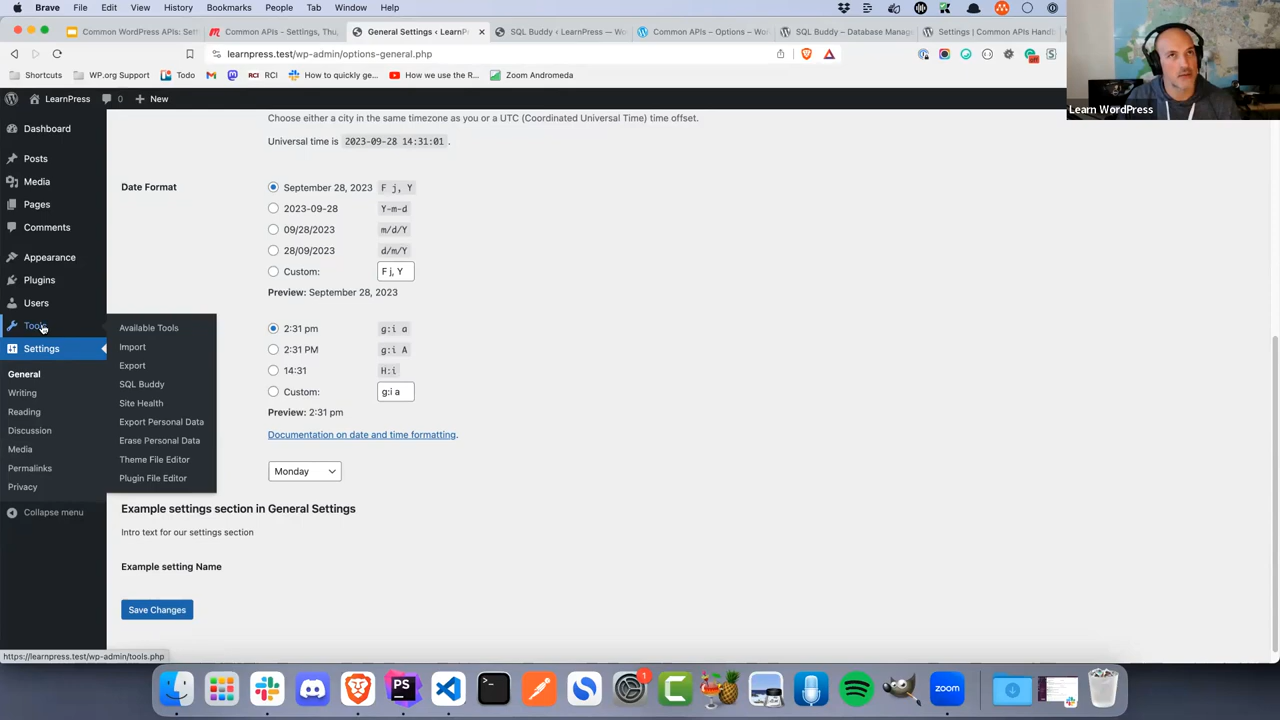 Brave File Edit View History Bookmarks People Tab Window Help
Common WordPress APIs: Set
Common APIs – Settings, Thu
General Settings ‹ LearnP
SQL Buddy ‹ LearnPress — Wo
Common APIs – Options – Wo
SQL Buddy – Database Mana
Settings | Common APIs Handb
learnpress.test/wp-admin/options-general.php
Shortcuts WP.org Support Todo RCI How to quickly ge... How we use the R... Zoom Andromeda
Learn WordPress
LearnPress 0 New
Dashboard
Posts
Media
Pages
Comments
Appearance
Plugins
Users
Tools
Settings
General
Writing
Reading
Discussion
Media
Permalinks
Privacy
Collapse menu
Available Tools
Import
Export
SQL Buddy
Site Health
Export Personal Data
Erase Personal Data
Theme File Editor
Plugin File Editor
Choose either a city in the same timezone as you or a UTC (Coordinated Universal Time) time offset.
Universal time is 2023-09-28 14:31:01 .
Date Format
September 28, 2023 F j, Y
2023-09-28 Y-m-d
09/28/2023 m/d/Y
28/09/2023 d/m/Y
Custom: F j, Y
Preview: September 28, 2023
2:31 pm g:i a
2:31 PM g:i A
14:31 H:i
Custom: g:i a
Preview: 2:31 pm
Documentation on date and time formatting.
Monday
Example settings section in General Settings
Intro text for our settings section
Example setting Name
Save Changes
https://learnpress.test/wp-admin/tools.php
PS
1
zoom